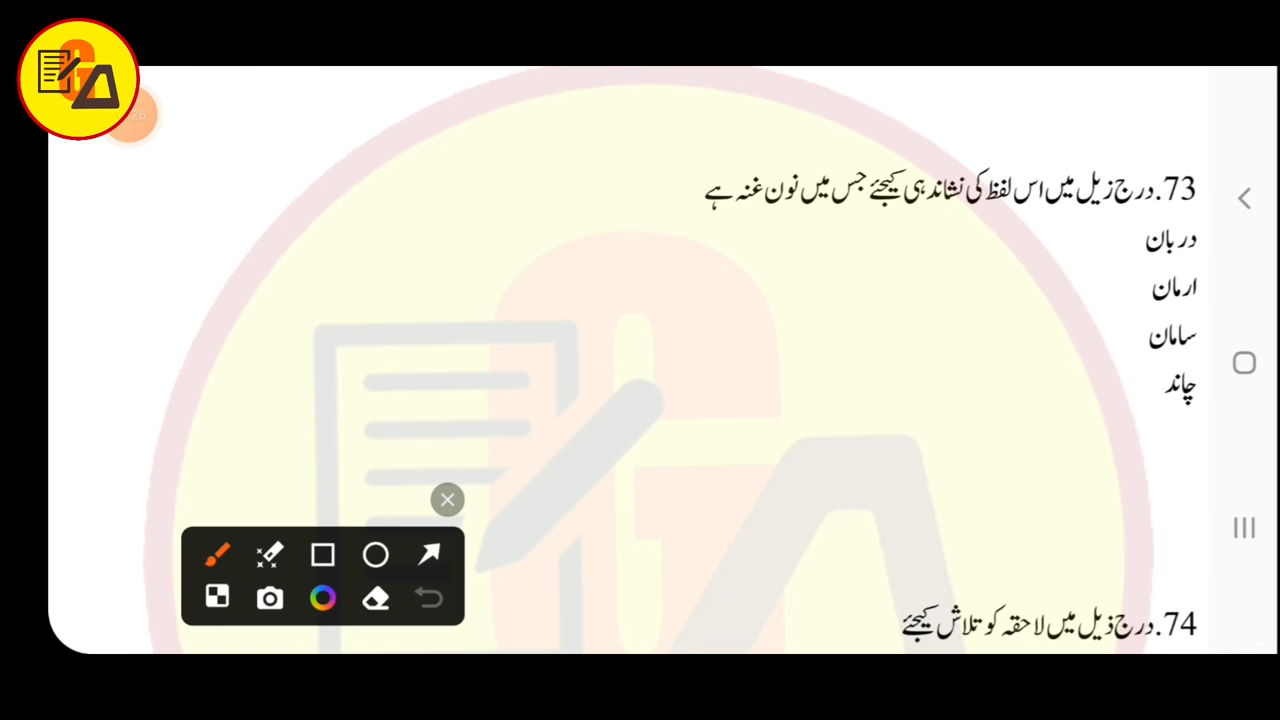 73. درج زیل میں اس لفظ کی نشاندہی کیجئے جس میں نون غنہ ہے
دربان
ارمان
سامان
چاند
74. درج ذیل میں لاحقہ کو تلاش کیجئے